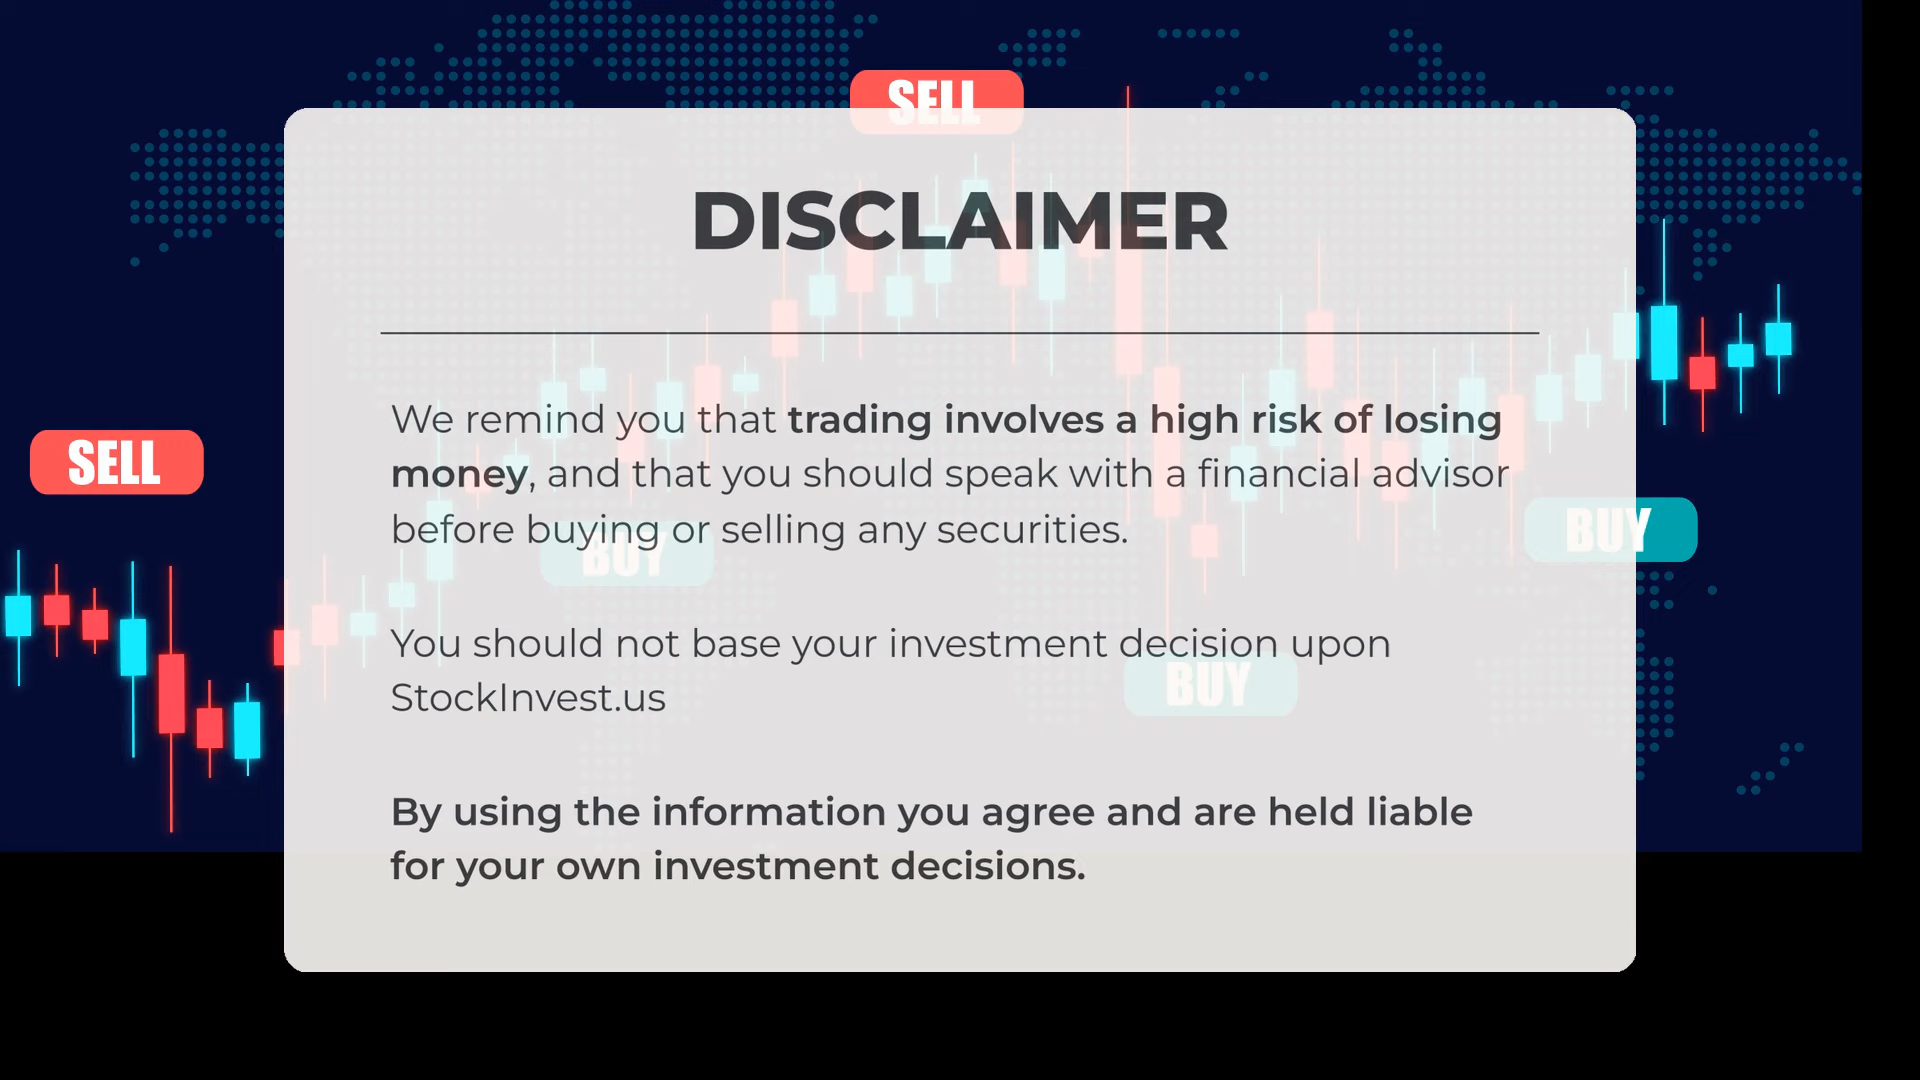 SELL
DISCLAIMER
We remind you that trading involves a high risk of losing
money, and that you should speak with a financial advisor
before buying or selling any securities.
SELL
BUY
BUY
You should not base your investment decision upon
StockInvest.us
BUY
By using the information you agree and are held liable
for your own investment decisions.